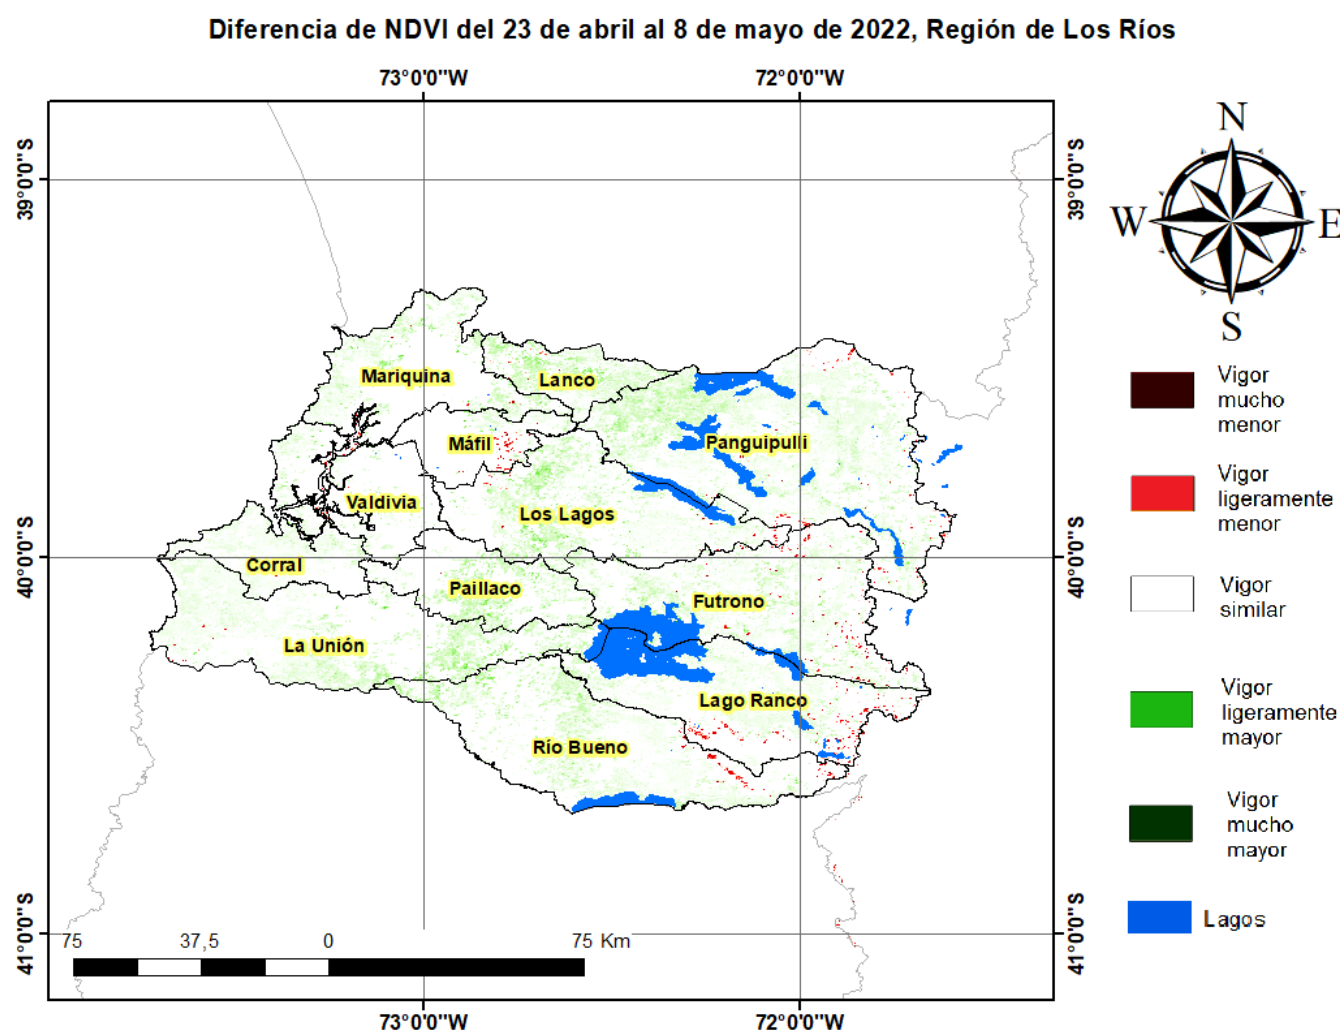 Diferencia de NDVI del 23 de abril al 8 de mayo de 2022, Región de Los Ríos
73°0'0"W
72°0'0"W
39°0'0"S
39°0'0"S
N
W
E
S
Mariquina
Lanco
Máfil
Panguipulli
Valdivia
Los Lagos
40°0'0"S
40°0'0"S
Corral
Paillaco
Futrono
La Unión
Lago Ranco
Río Bueno
Vigor
mucho
menor
Vigor
ligeramente
menor
Vigor
similar
Vigor
ligeramente
mayor
Vigor
mucho
mayor
Lagos
41°0'0"S
41°0'0"S
75 37,5 0 75 Km
73°0'0"W
72°0'0"W